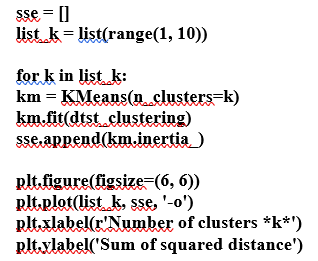 sse = []
list_k = list(range(1, 10))
for k in list_k:
km = KMeans(n_clusters=k)
km.fit(dtst_clustering)
sse.append(km.inertia_)
plt.figure(figsize=(6, 6))
plt.plot(list_k, sse, '-o')
plt.xlabel(r'Number of clusters *k*')
plt.ylabel('Sum of squared distance')